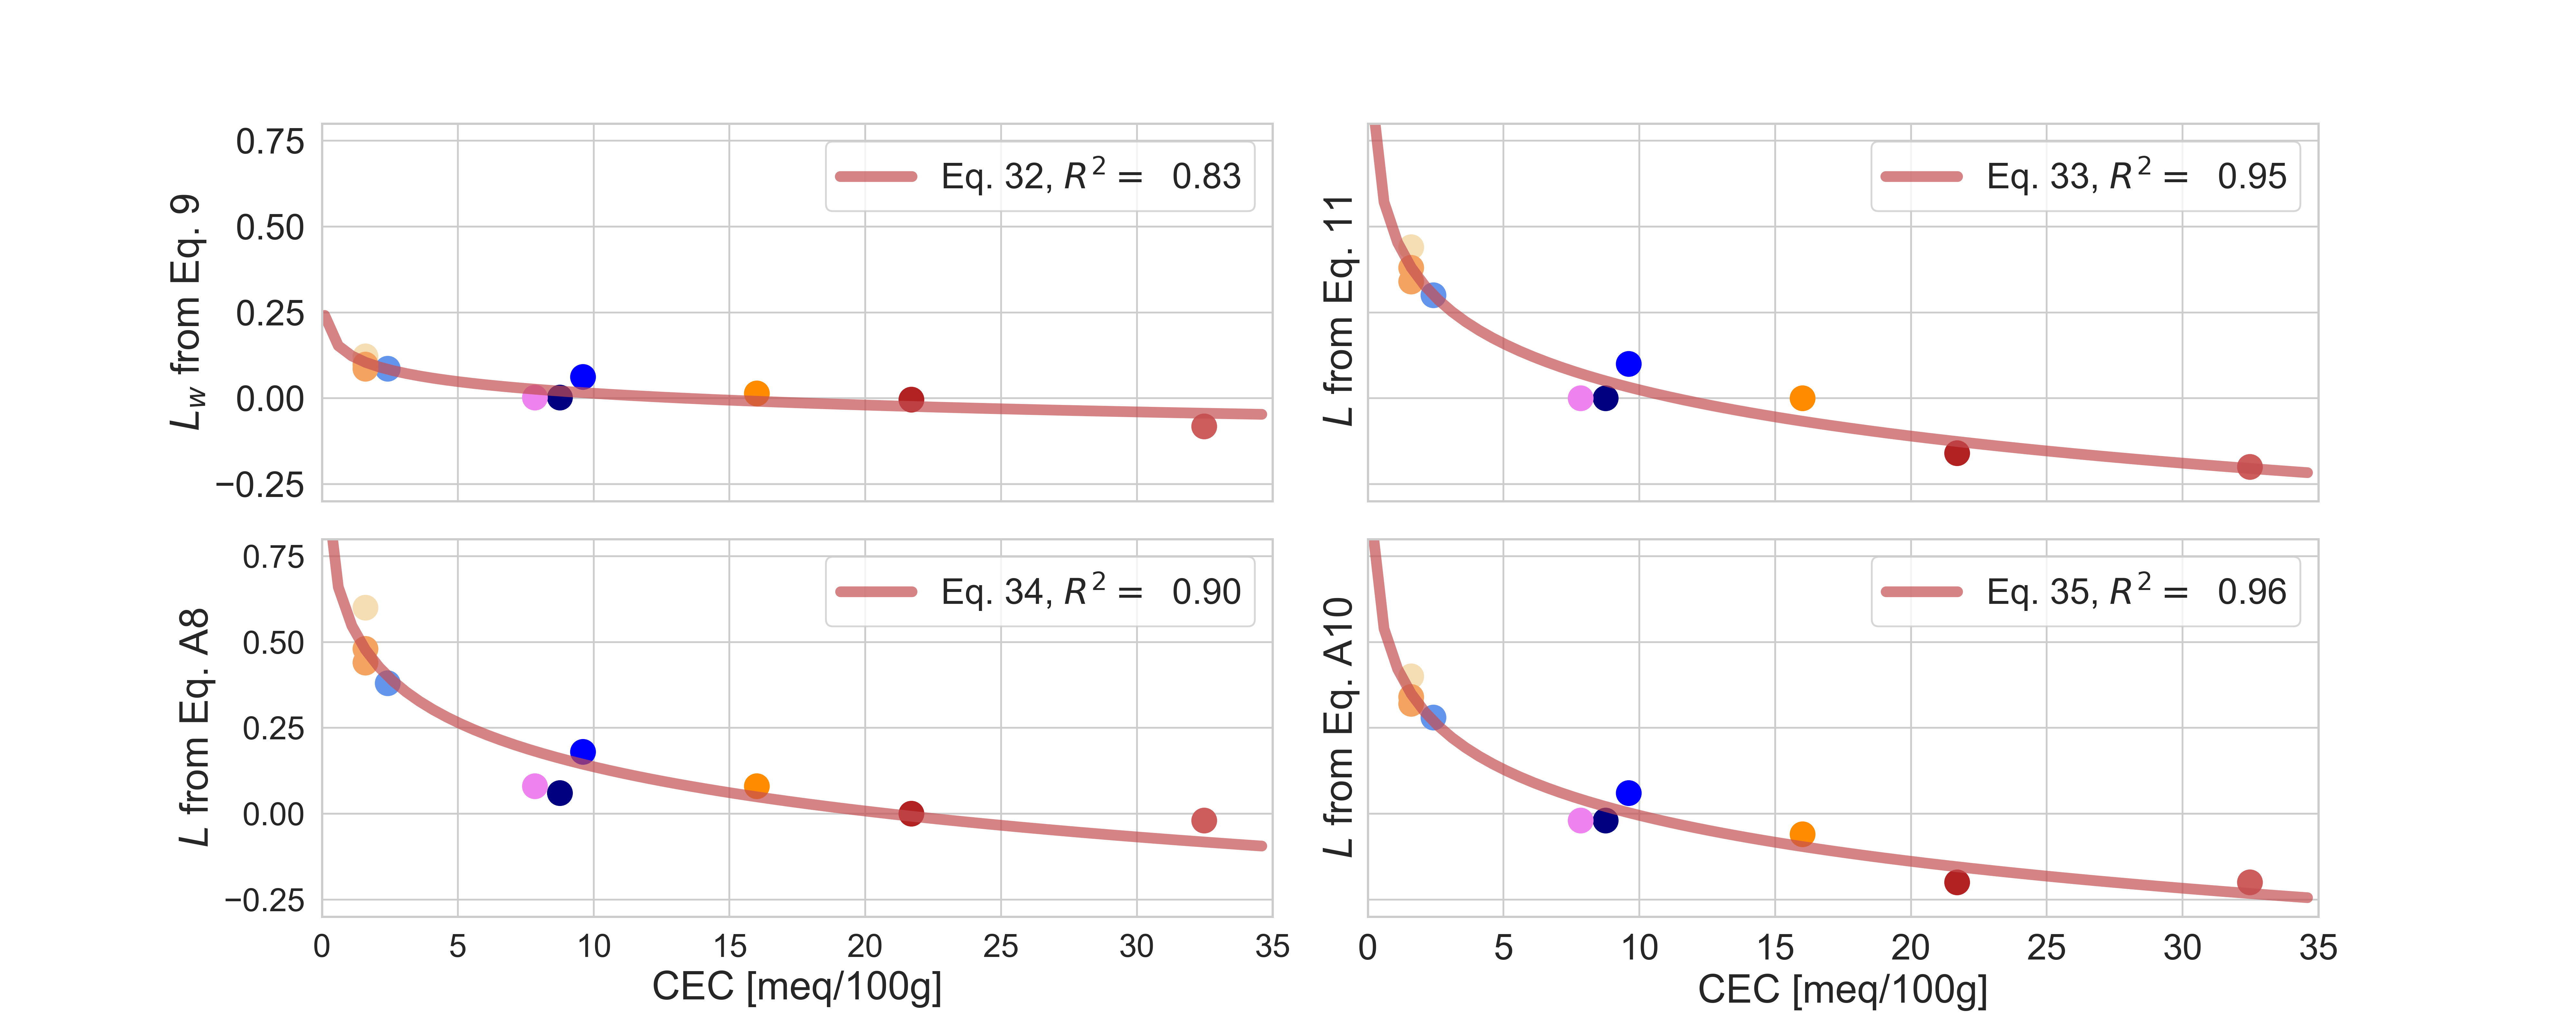 0.75
0.50
0.25
0.00
−0.25
L_w from Eq. 9
Eq. 32, R² = 0.83
L from Eq. 11
Eq. 33, R² = 0.95
0.75
0.50
0.25
0.00
−0.25
L from Eq. A8
Eq. 34, R² = 0.90
0 5 10 15 20 25 30 35
CEC [meq/100g]
L from Eq. A10
Eq. 35, R² = 0.96
0 5 10 15 20 25 30 35
CEC [meq/100g]